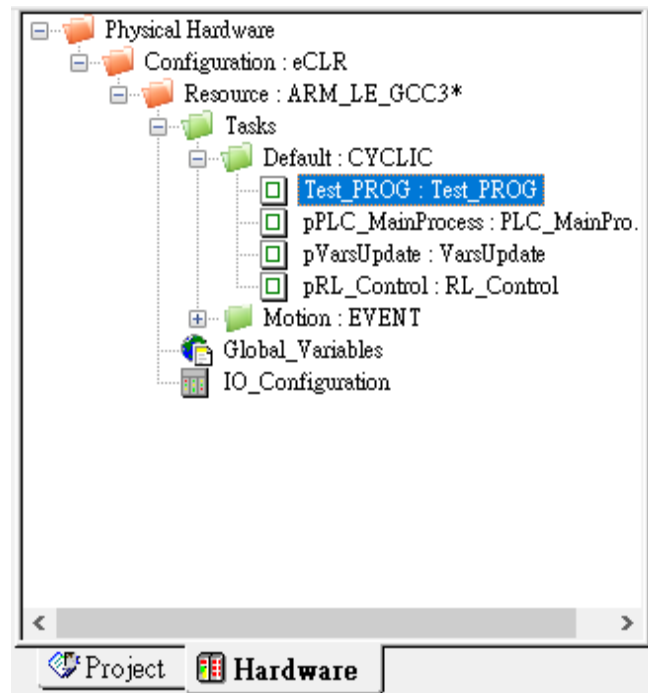 Physical Hardware
Configuration : eCLR
Resource : ARM_LE_GCC3*
Tasks
Default : CYCLIC
Test_PROG : Test_PROG
pPLC_MainProcess : PLC_MainPro.
pVarsUpdate : VarsUpdate
pRL_Control : RL_Control
Motion : EVENT
Global_Variables
IO_Configuration
Project Hardware